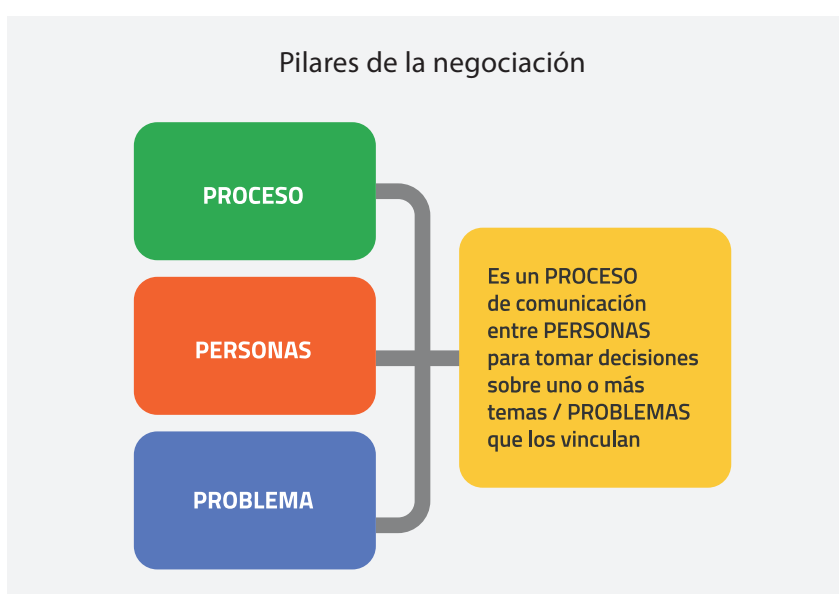 Pilares de la negociación
PROCESO
PERSONAS
PROBLEMA
Es un PROCESO
de comunicación
entre PERSONAS
para tomar decisiones
sobre uno o más
temas / PROBLEMAS
que los vinculan